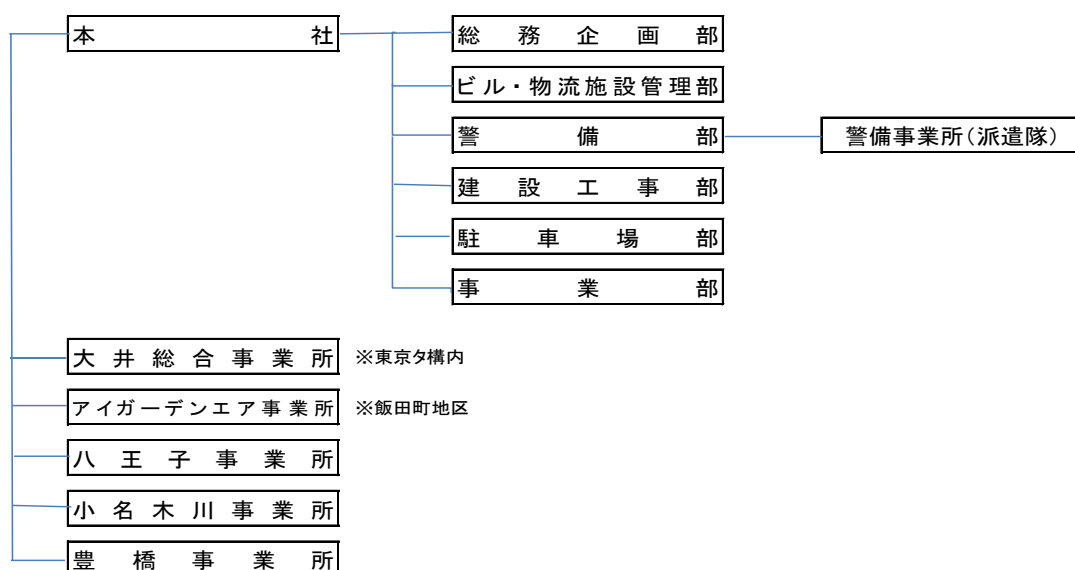 本社 総務企画部
ビル・物流施設管理部
警備部 警備事業所(派遣隊)
建設工事部
駐車場部
事業部
大井総合事業所 ※東京タ構内
アイガーデンエア事業所 ※飯田町地区
八王子事業所
小名木川事業所
豊橋事業所